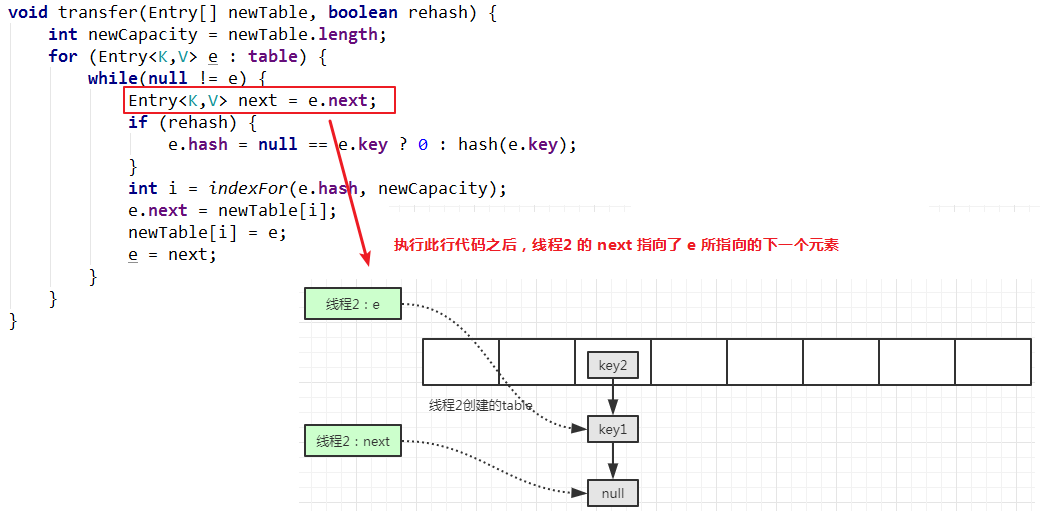 void transfer(Entry[] newTable, boolean rehash) {
    int newCapacity = newTable.length;
    for (Entry<K,V> e : table) {
        while(null != e) {
            Entry<K,V> next = e.next;
            if (rehash) {
                e.hash = null == e.key ? 0 : hash(e.key);
            }
            int i = indexFor(e.hash, newCapacity);
            e.next = newTable[i];
            newTable[i] = e;
            e = next;
        }
    }
}
执行此行代码之后，线程2 的 next 指向了 e 所指向的下一个元素
线程2：e
key2
线程2创建的table
key1
线程2：next
null